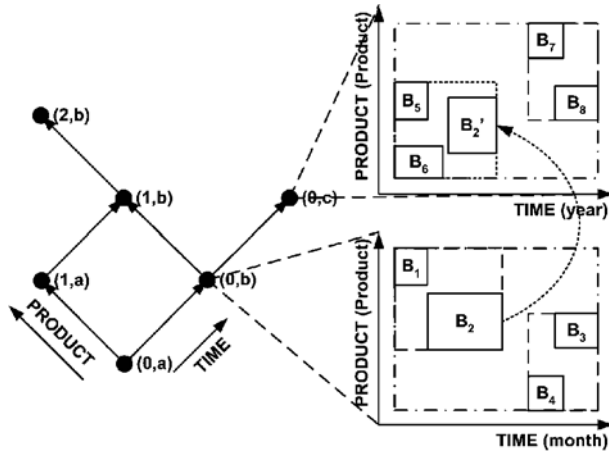 (2,b)
(1,b)
(0,c)
(1,a)
(0,b)
(0,a)
PRODUCT
TIME
PRODUCT (Product)
B7
B5
B2'
B8
B6
TIME (year)
PRODUCT (Product)
B1
B2
B3
B4
TIME (month)